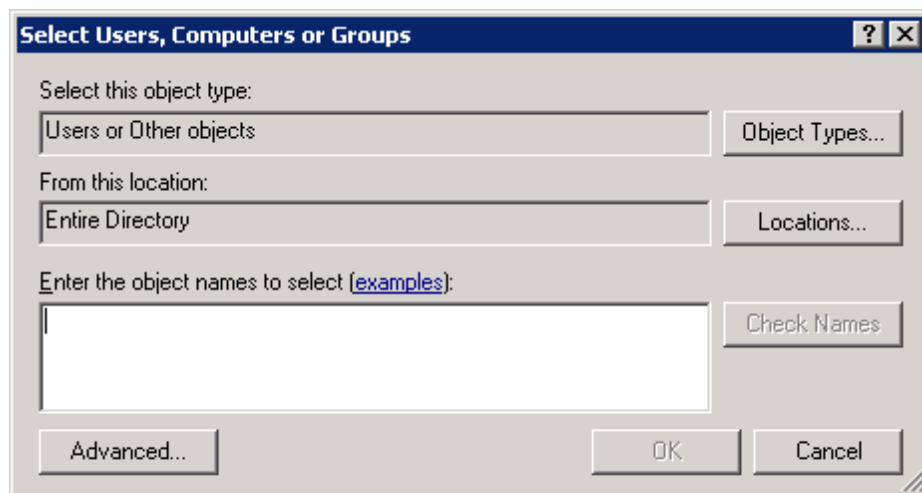 Select Users, Computers or Groups
Select this object type:
Users or Other objects
Object Types...
From this location:
Entire Directory
Locations...
Enter the object names to select (examples):
Check Names
Advanced...
OK
Cancel